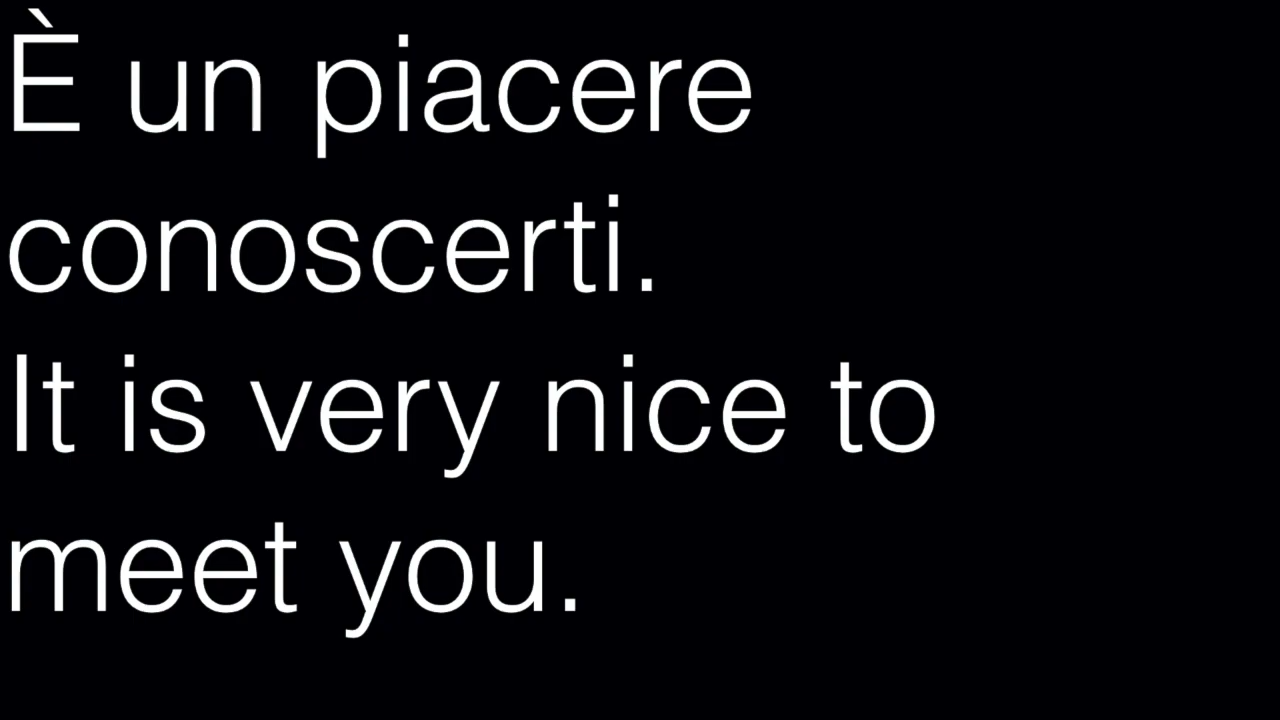 È un piacere
conoscerti.
It is very nice to
meet you.